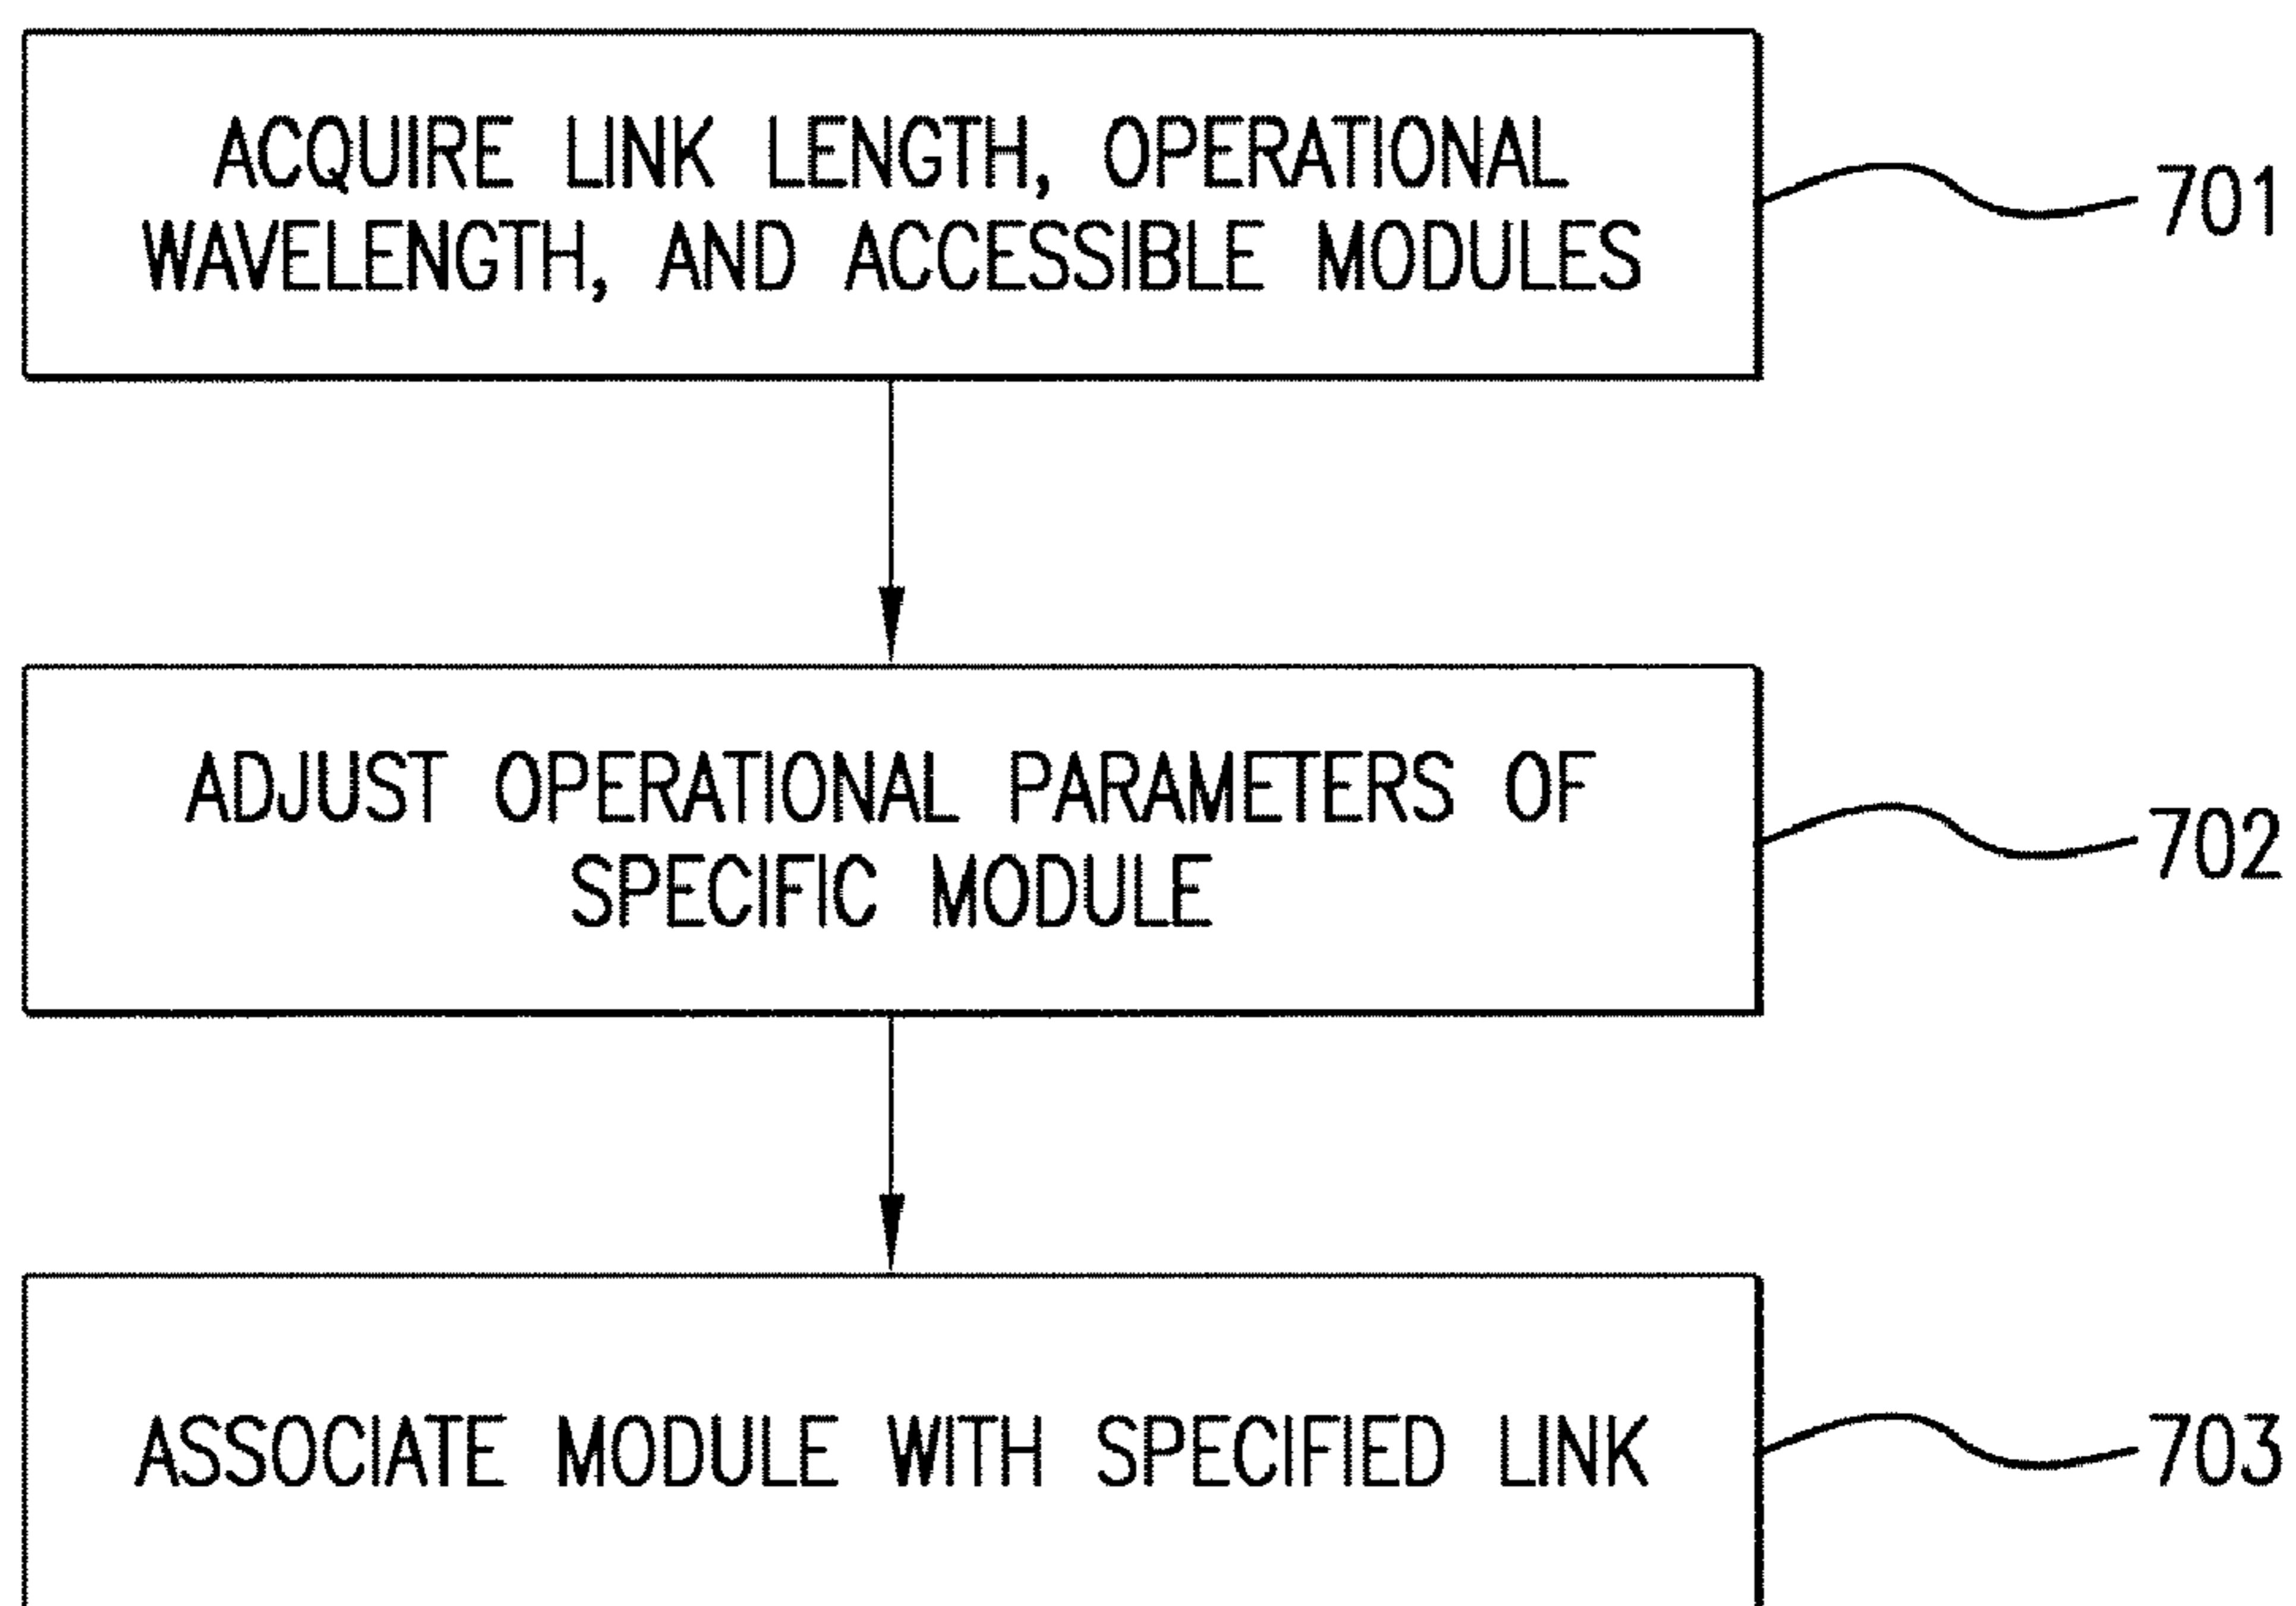 ACQUIRE LINK LENGTH, OPERATIONAL
WAVELENGTH, AND ACCESSIBLE MODULES
701
ADJUST OPERATIONAL PARAMETERS OF
SPECIFIC MODULE
702
ASSOCIATE MODULE WITH SPECIFIED LINK
703